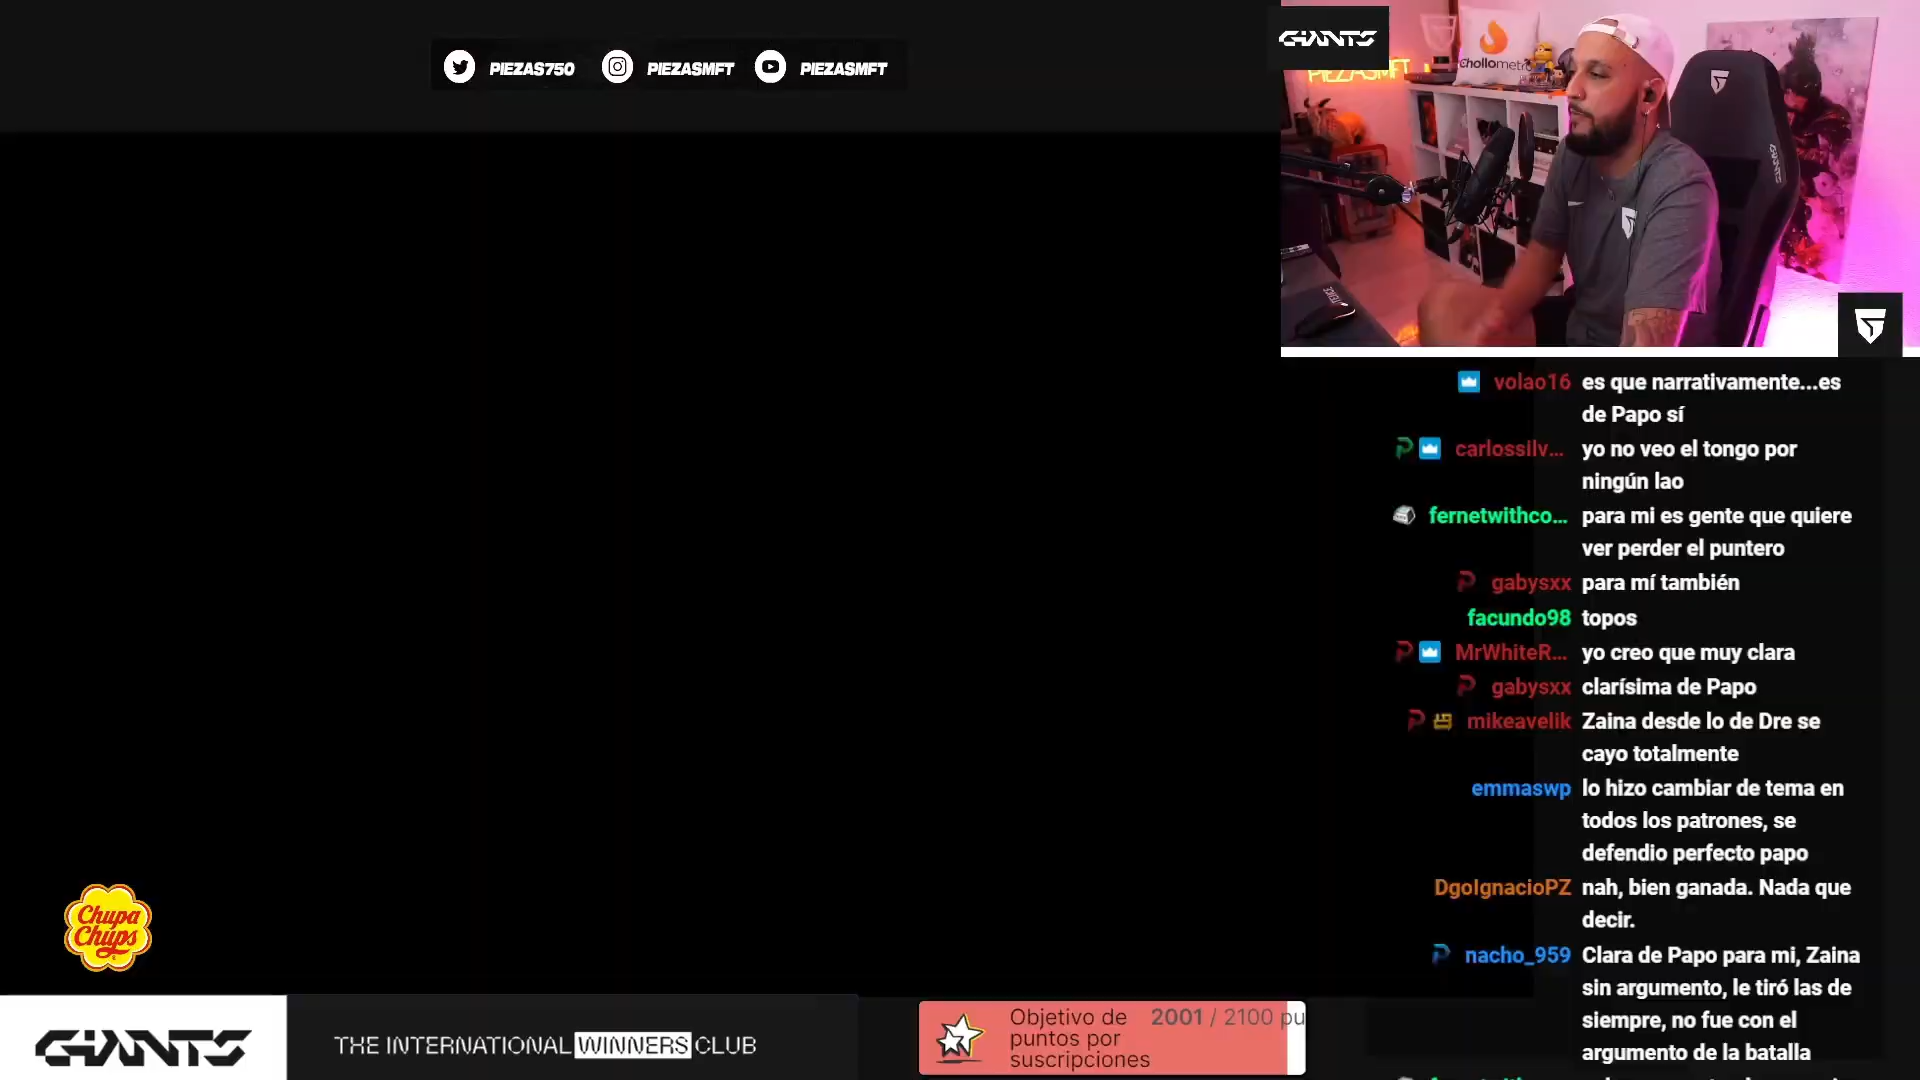 PIEZAS750
PIEZASMFT
PIEZASMFT
GIANTS
PIEZASMFT
chollometro
volao16 es que narrativamente...es
de Papo sí
carlossilv... yo no veo el tongo por
ningún lao
fernetwithco... para mi es gente que quiere
ver perder el puntero
gabysxx para mí también
facundo98 topos
MrWhiteR... yo creo que muy clara
gabysxx clarísima de Papo
mikeavelik Zaina desde lo de Dre se
cayo totalmente
emmaswp lo hizo cambiar de tema en
todos los patrones, se
defendio perfecto papo
DgoIgnacioPZ nah, bien ganada. Nada que
decir.
nacho_959 Clara de Papo para mi, Zaina
sin argumento, le tiró las de
siempre, no fue con el
argumento de la batalla
Chupa
Chups
GIANTS
THE INTERNATIONAL WINNERS CLUB
Objetivo de
puntos por
suscripciones
2001 / 2100 pu